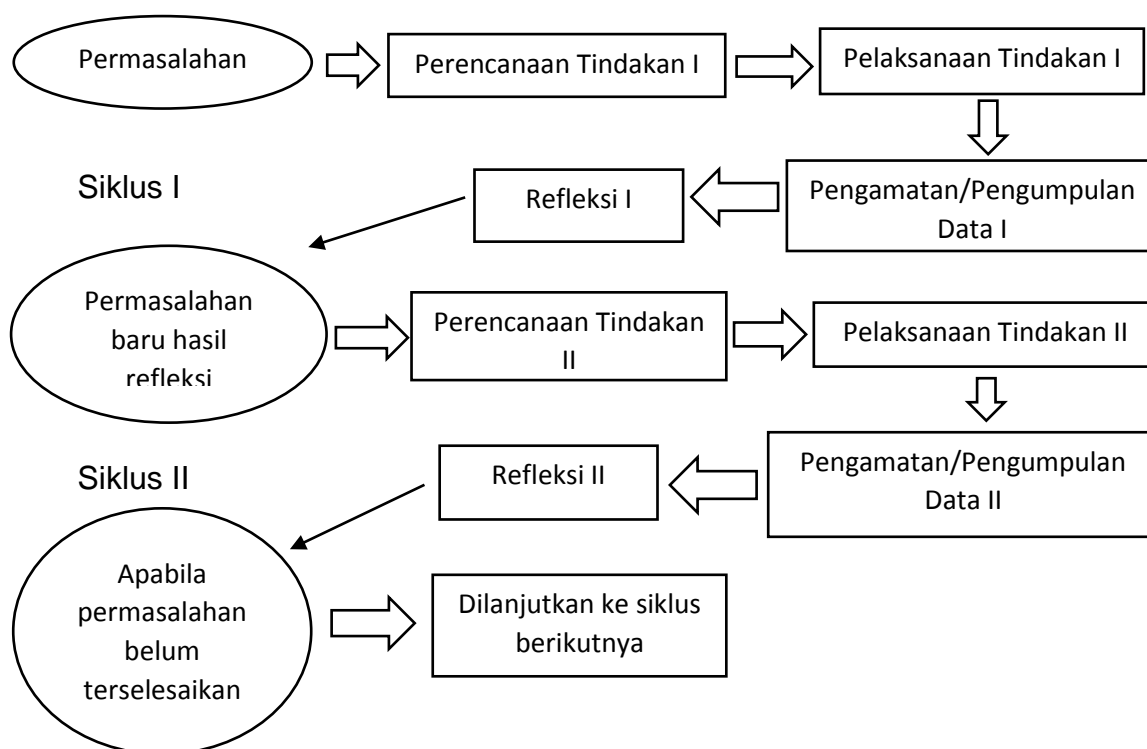 Permasalahan
Perencanaan Tindakan I
Pelaksanaan Tindakan I
Siklus I
Refleksi I
Pengamatan/Pengumpulan
Data I
Permasalahan
baru hasil
refleksi
Perencanaan Tindakan
II
Pelaksanaan Tindakan II
Siklus II
Refleksi II
Pengamatan/Pengumpulan
Data II
Apabila
permasalahan
belum
terselesaikan
Dilanjutkan ke siklus
berikutnya